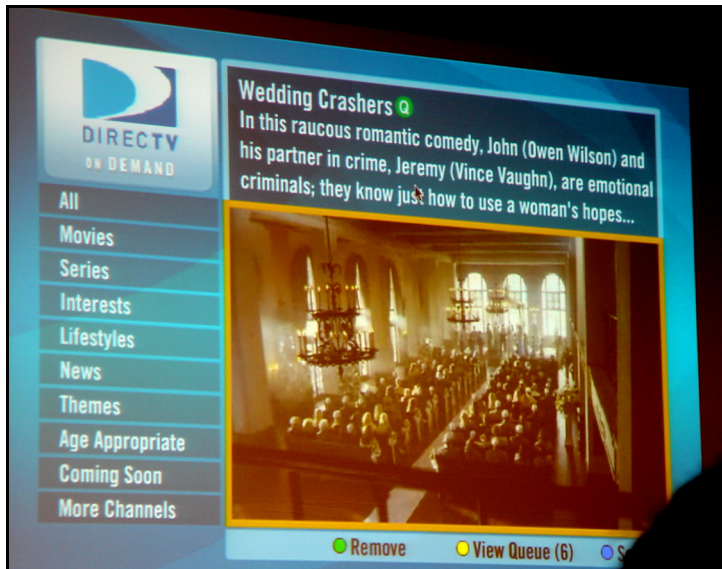 DIRECTV
ON DEMAND
All
Movies
Series
Interests
Lifestyles
News
Themes
Age Appropriate
Coming Soon
More Channels
Wedding Crashers Q
In this raucous romantic comedy, John (Owen Wilson) and
his partner in crime, Jeremy (Vince Vaughn), are emotional
criminals; they know just how to use a woman's hopes...
Remove
View Queue (6)